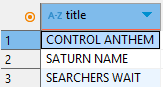 A-Z title
1 CONTROL ANTHEM
2 SATURN NAME
3 SEARCHERS WAIT